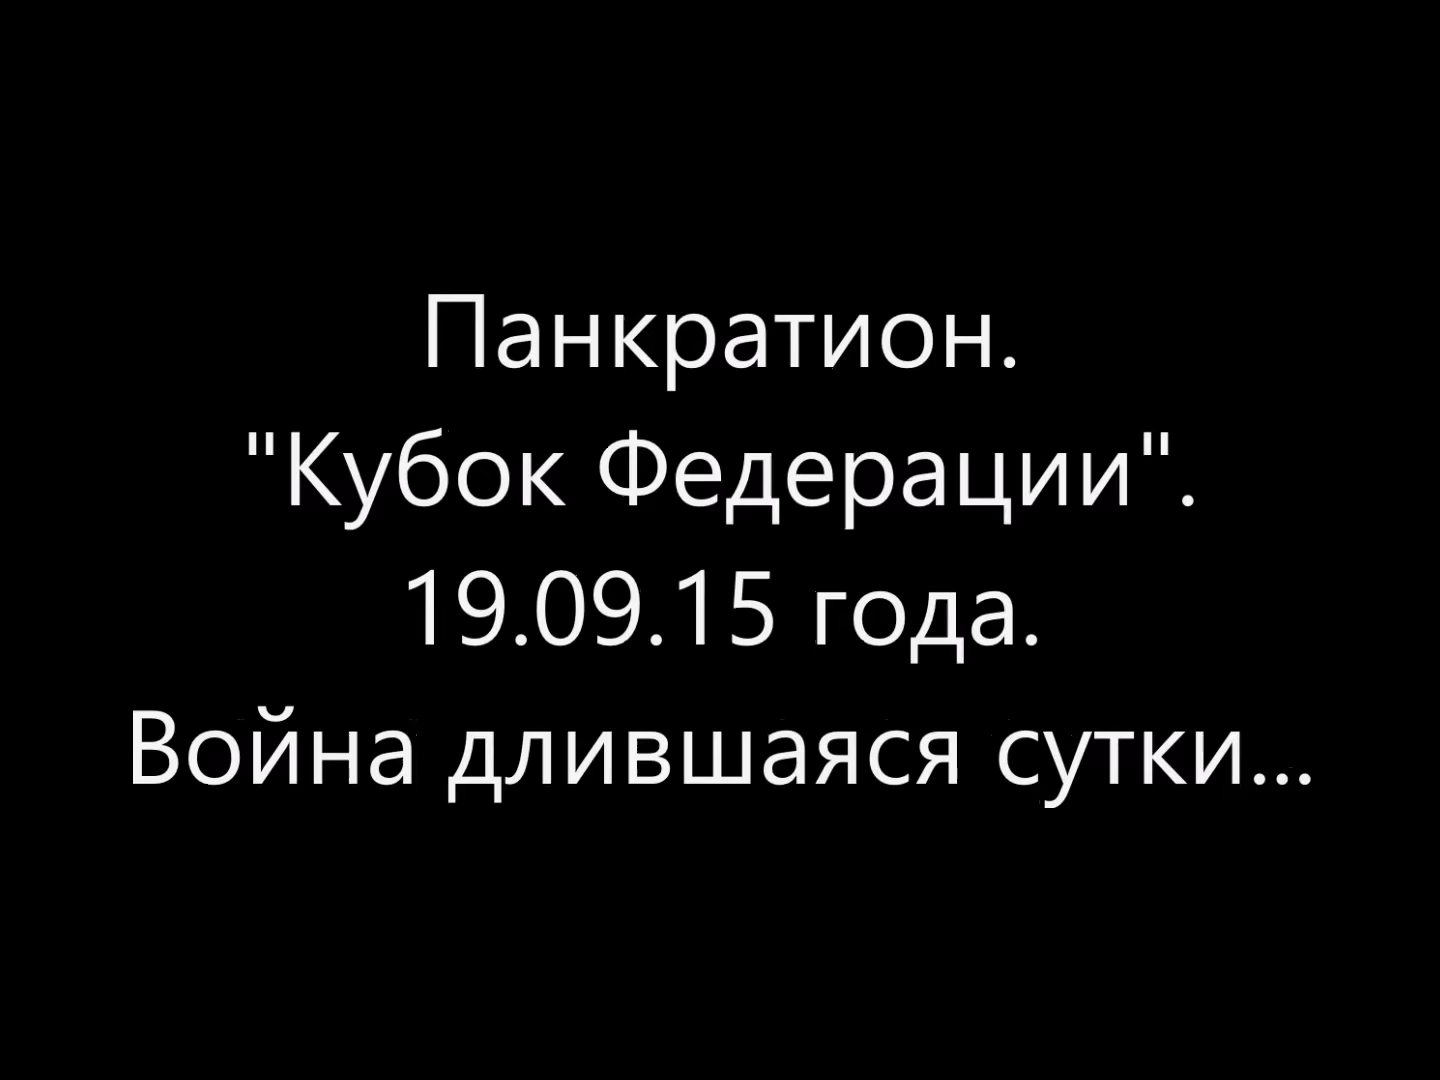 Панкратион.
"Кубок Федерации".
19.09.15 года.
Война длившаяся сутки...